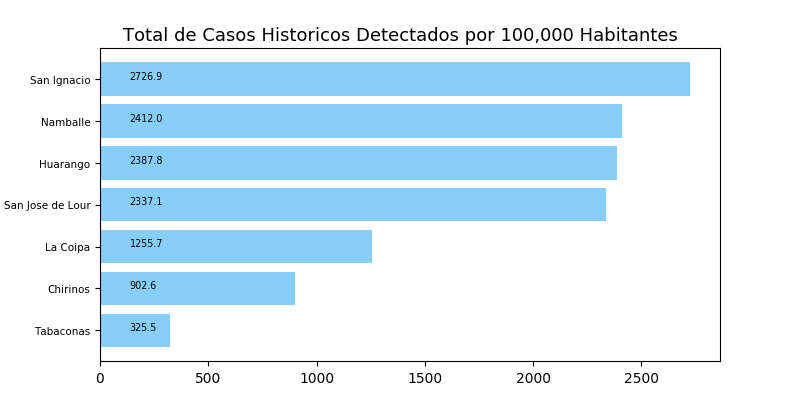 Total de Casos Historicos Detectados por 100,000 Habitantes
San Ignacio 2726.9
Namballe 2412.0
Huarango 2387.8
San Jose de Lour 2337.1
La Coipa 1255.7
Chirinos 902.6
Tabaconas 325.5
0 500 1000 1500 2000 2500